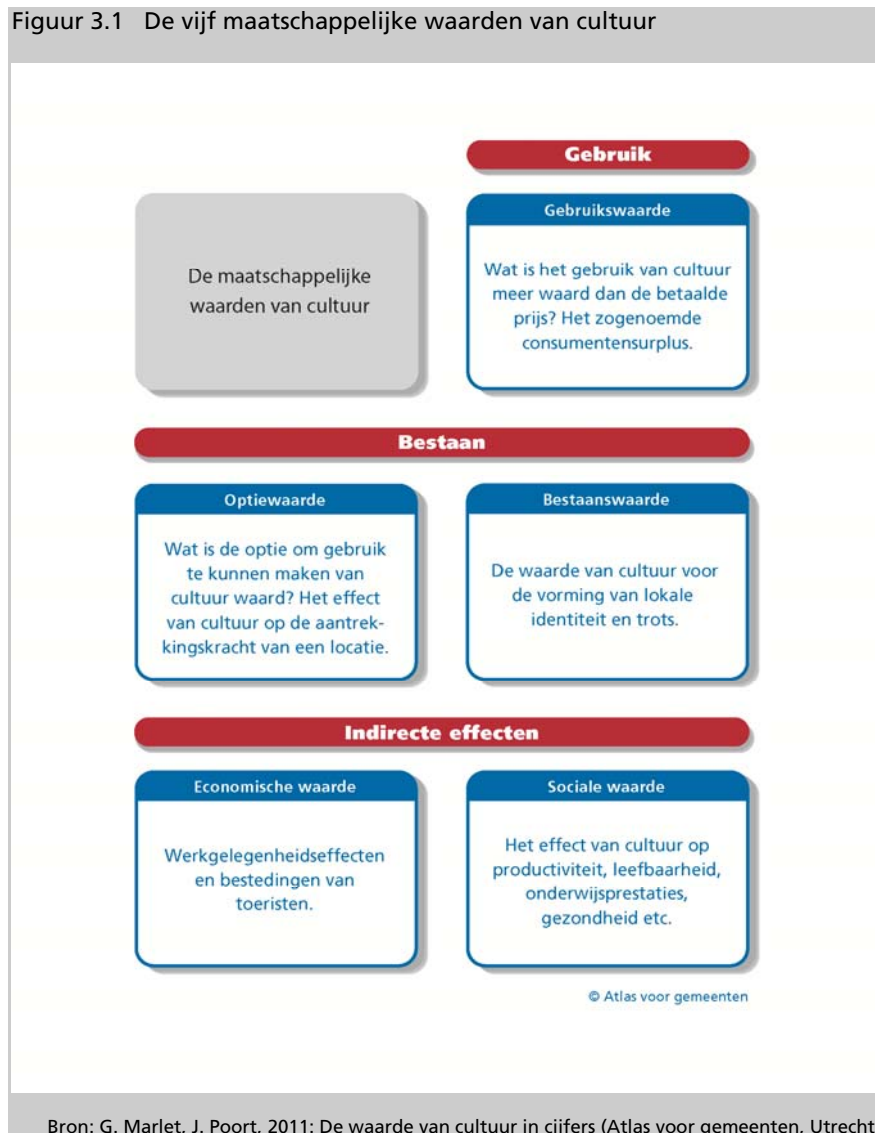 Figuur 3.1 De vijf maatschappelijke waarden van cultuur
De maatschappelijke
waarden van cultuur
Gebruik
Gebruikswaarde
Wat is het gebruik van cultuur
meer waard dan de betaalde
prijs? Het zogenoemde
consumentensurplus.
Bestaan
Optiewaarde
Wat is de optie om gebruik
te kunnen maken van
cultuur waard? Het effect
van cultuur op de aantrek-
kingskracht van een locatie.
Bestaanswaarde
De waarde van cultuur voor
de vorming van lokale
identiteit en trots.
Indirecte effecten
Economische waarde
Werkgelegenheidseffecten
en bestedingen van
toeristen.
Sociale waarde
Het effect van cultuur op
productiviteit, leefbaarheid,
onderwijsprestaties,
gezondheid etc.
© Atlas voor gemeenten
Bron: G. Marlet, J. Poort, 2011: De waarde van cultuur in cijfers (Atlas voor gemeenten, Utrecht